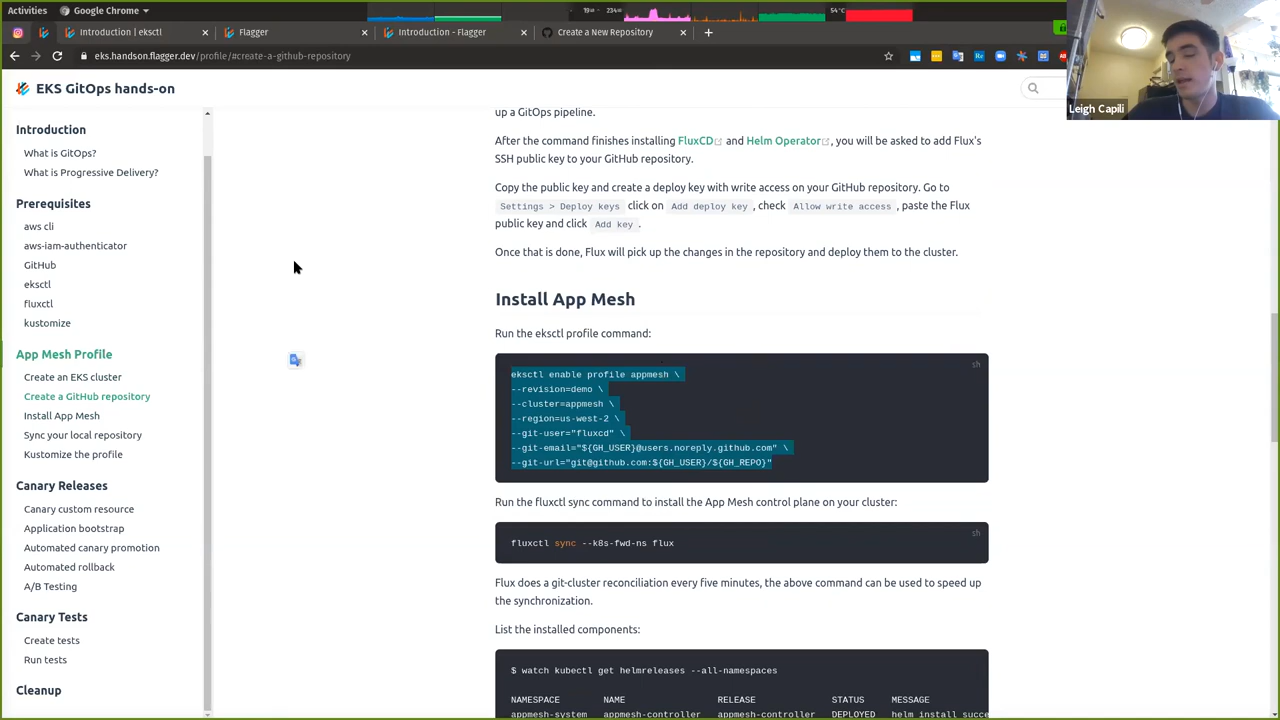 Activities
Google Chrome
54°C
Introduction | eksctl
Flagger
Introduction - Flagger
Create a New Repository
eks.handson.flagger.dev/profile/#create-a-github-repository
EKS GitOps hands-on
Leigh Capili
Introduction
What is GitOps?
What is Progressive Delivery?
Prerequisites
aws cli
aws-iam-authenticator
GitHub
eksctl
fluxctl
kustomize
App Mesh Profile
Create an EKS cluster
Create a GitHub repository
Install App Mesh
Sync your local repository
Kustomize the profile
Canary Releases
Canary custom resource
Application bootstrap
Automated canary promotion
Automated rollback
A/B Testing
Canary Tests
Create tests
Run tests
Cleanup
up a GitOps pipeline.
After the command finishes installing FluxCD and Helm Operator, you will be asked to add Flux's
SSH public key to your GitHub repository.
Copy the public key and create a deploy key with write access on your GitHub repository. Go to
Settings > Deploy keys click on Add deploy key, check Allow write access, paste the Flux
public key and click Add key.
Once that is done, Flux will pick up the changes in the repository and deploy them to the cluster.
Install App Mesh
Run the eksctl profile command:
sh
eksctl enable profile appmesh \
--revision=demo \
--cluster=appmesh \
--region=us-west-2 \
--git-user="fluxcd" \
--git-email="${GH_USER}@users.noreply.github.com" \
--git-url="git@github.com:${GH_USER}/${GH_REPO}"
Run the fluxctl sync command to install the App Mesh control plane on your cluster:
sh
fluxctl sync --k8s-fwd-ns flux
Flux does a git-cluster reconciliation every five minutes, the above command can be used to speed up
the synchronization.
List the installed components:
$ watch kubectl get helmreleases --all-namespaces
NAMESPACE NAME RELEASE STATUS MESSAGE
appmesh-system appmesh-controller appmesh-controller DEPLOYED helm install succe